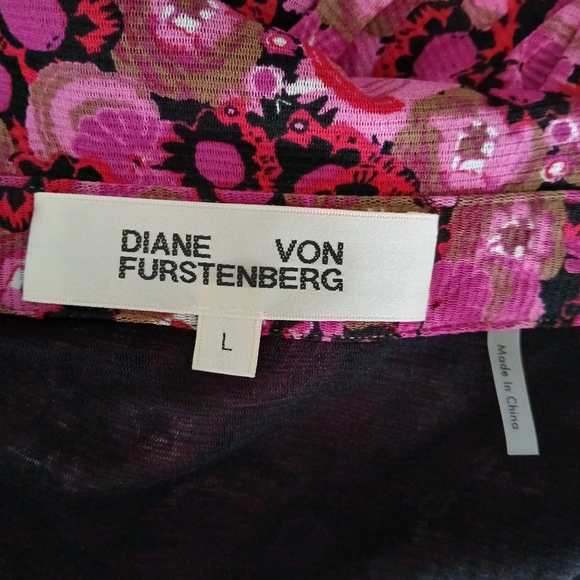 DIANE VON
FURSTENBERG
L
Made in China